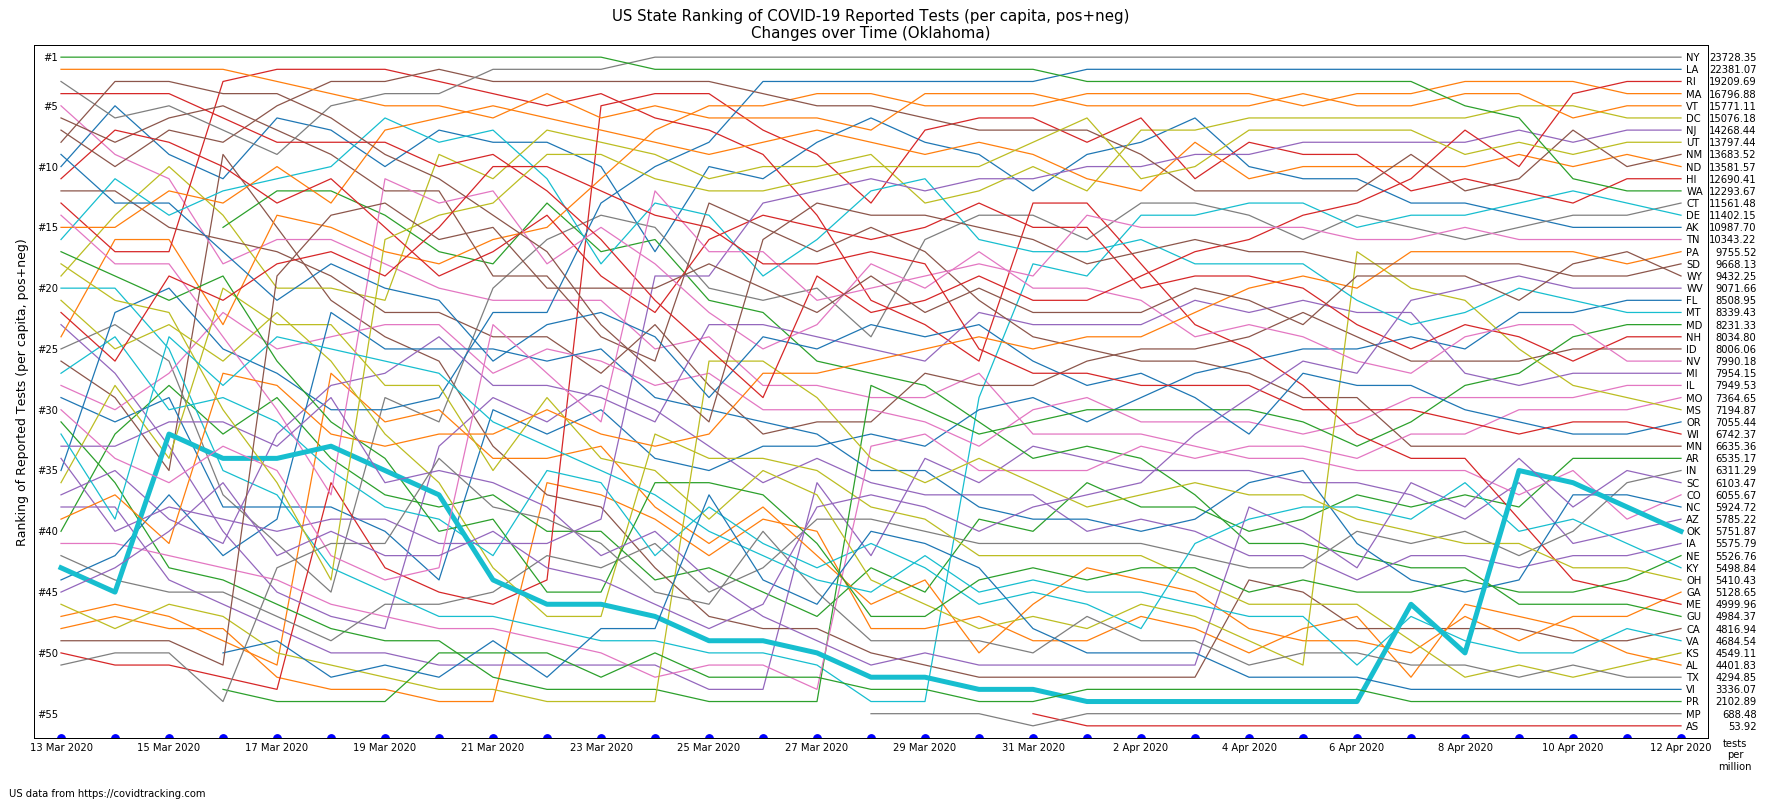 US State Ranking of COVID-19 Reported Tests (per capita, pos+neg)
Changes over Time (Oklahoma)
Ranking of Reported Tests (per capita, pos+neg)
#1
#5
#10
#15
#20
#25
#30
#35
#40
#45
#50
#55
NY 23728.35
LA 22381.07
RI 19209.69
MA 16796.88
VT 15771.11
DC 15076.18
NJ 14268.44
UT 13797.44
NM 13683.52
ND 13581.57
HI 12690.41
WA 12293.67
CT 11561.48
DE 11402.15
AK 10987.70
TN 10343.22
PA 9755.52
SD 9668.13
WY 9432.25
WV 9071.66
FL 8508.95
MT 8339.43
MD 8231.33
NH 8034.80
ID 8006.06
NV 7990.18
MI 7954.15
IL 7949.53
MO 7364.65
MS 7194.87
OR 7055.44
WI 6742.37
MN 6635.36
AR 6535.17
IN 6311.29
SC 6103.47
CO 6055.67
NC 5924.72
AZ 5785.22
OK 5751.87
IA 5575.79
NE 5526.76
KY 5498.84
OH 5410.43
GA 5128.65
ME 4999.96
GU 4984.37
CA 4816.94
VA 4684.54
KS 4549.11
AL 4401.83
TX 4294.85
VI 3336.07
PR 2102.89
MP 688.48
AS 53.92
13 Mar 2020 15 Mar 2020 17 Mar 2020 19 Mar 2020 21 Mar 2020 23 Mar 2020 25 Mar 2020 27 Mar 2020 29 Mar 2020 31 Mar 2020 2 Apr 2020 4 Apr 2020 6 Apr 2020 8 Apr 2020 10 Apr 2020 12 Apr 2020
tests
per
million
US data from https://covidtracking.com